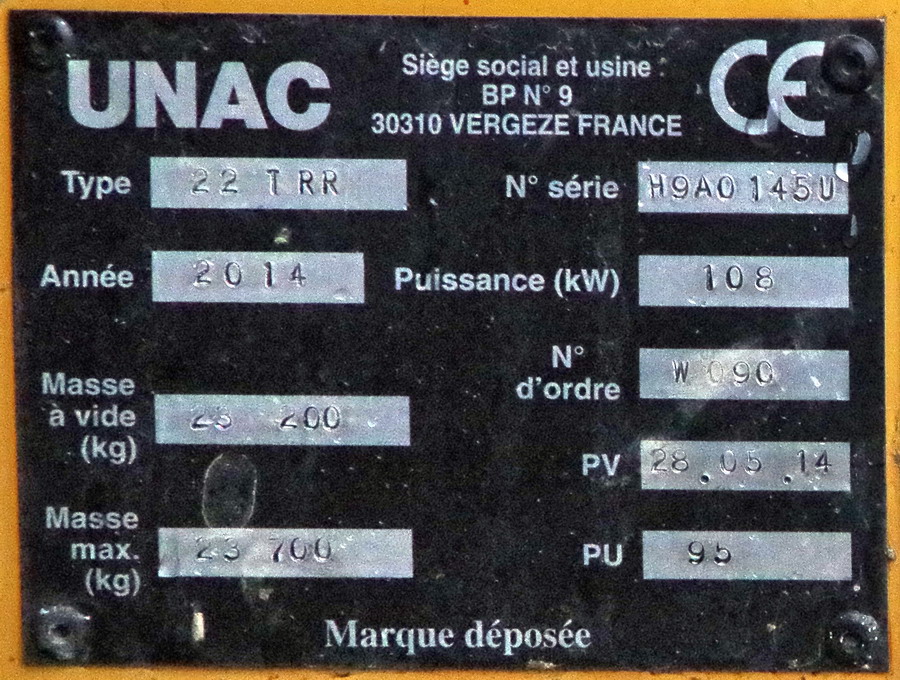 UNAC
Siège social et usine :
BP N° 9
30310 VERGEZE FRANCE
CE
Type 22 TRR
N° série H9A0145U
Année 2014
Puissance (kW) 108
N° d'ordre W 090
Masse à vide (kg) 23 200
PV 28.05.14
Masse max. (kg) 23 700
PU 95
Marque déposée